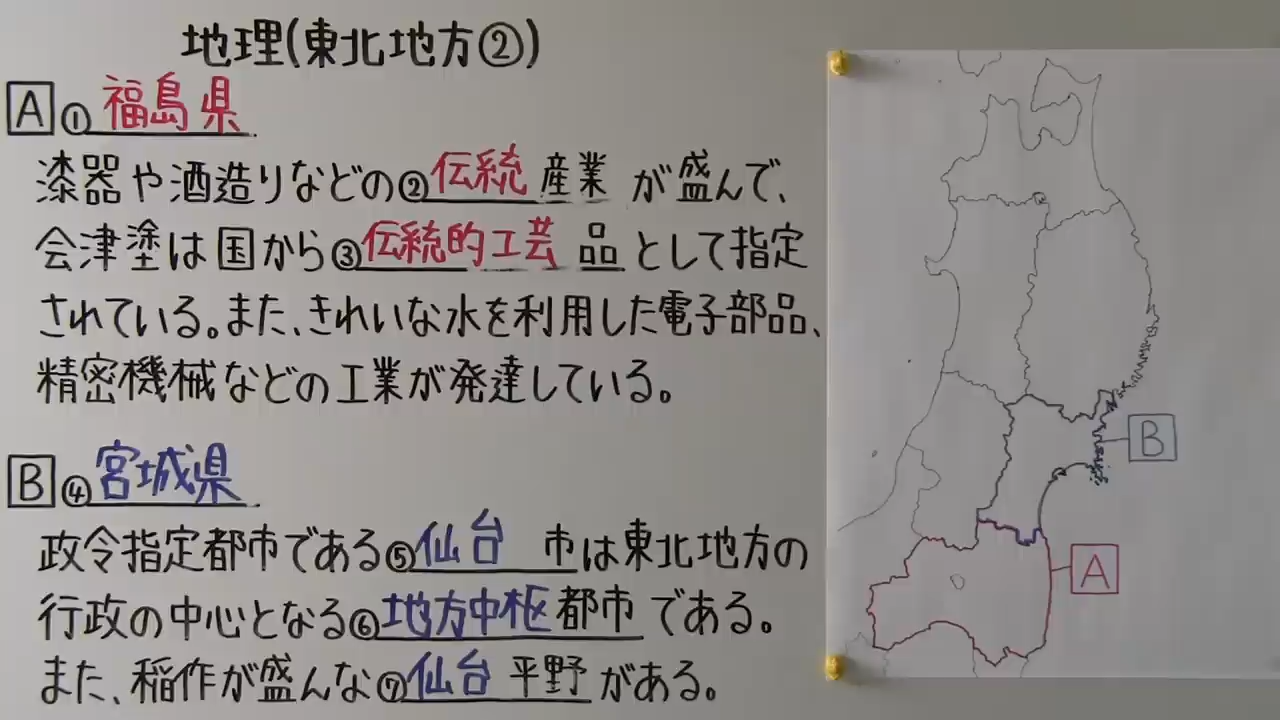 地理(東北地方②)
A ①福島県
漆器や酒造りなどの②伝統産業が盛んで、
会津塗は国から③伝統的工芸品として指定
されている。また、きれいな水を利用した電子部品、
精密機械などの工業が発達している。
B ④宮城県
政令指定都市である⑤仙台市は東北地方の
行政の中心となる⑥地方中枢都市である。
また、稲作が盛んな⑦仙台平野がある。
B
A